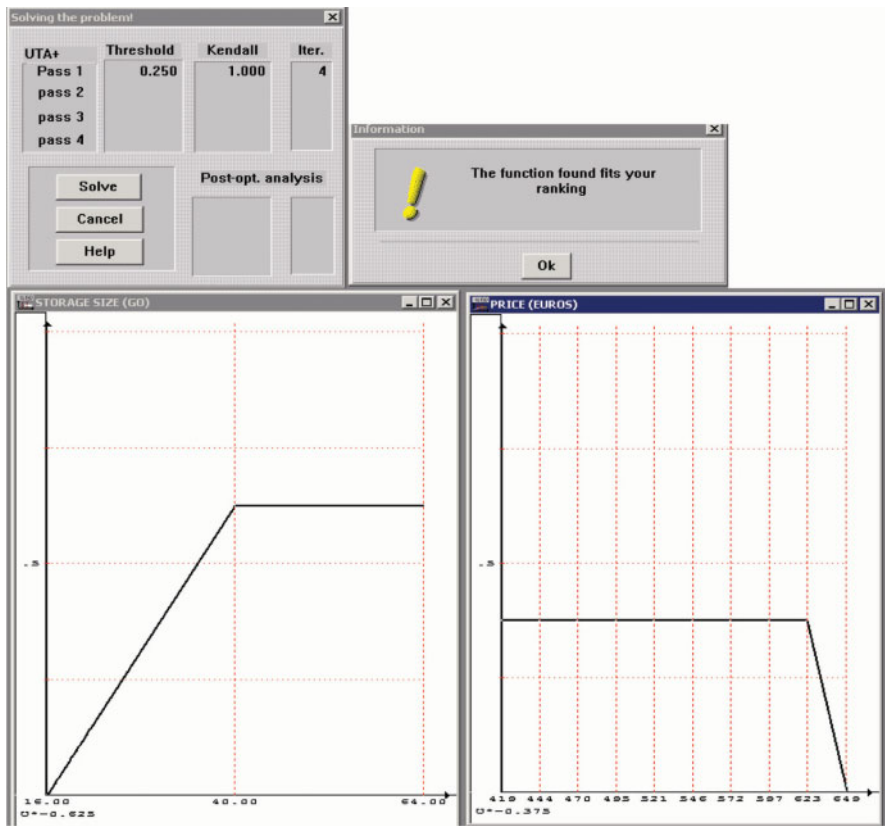 Solving the problem!
UTA+ Threshold Kendall Iter.
Pass 1 0.250 1.000 4
pass 2
pass 3
pass 4
Solve
Cancel
Help
Post-opt. analysis
Information
The function found fits your
ranking
Ok
STORAGE SIZE (GO)
.5
16.00 40.00 64.00
U*-0.625
PRICE (EUROS)
.5
419 444 470 495 521 546 572 597 623 649
U*-0.375